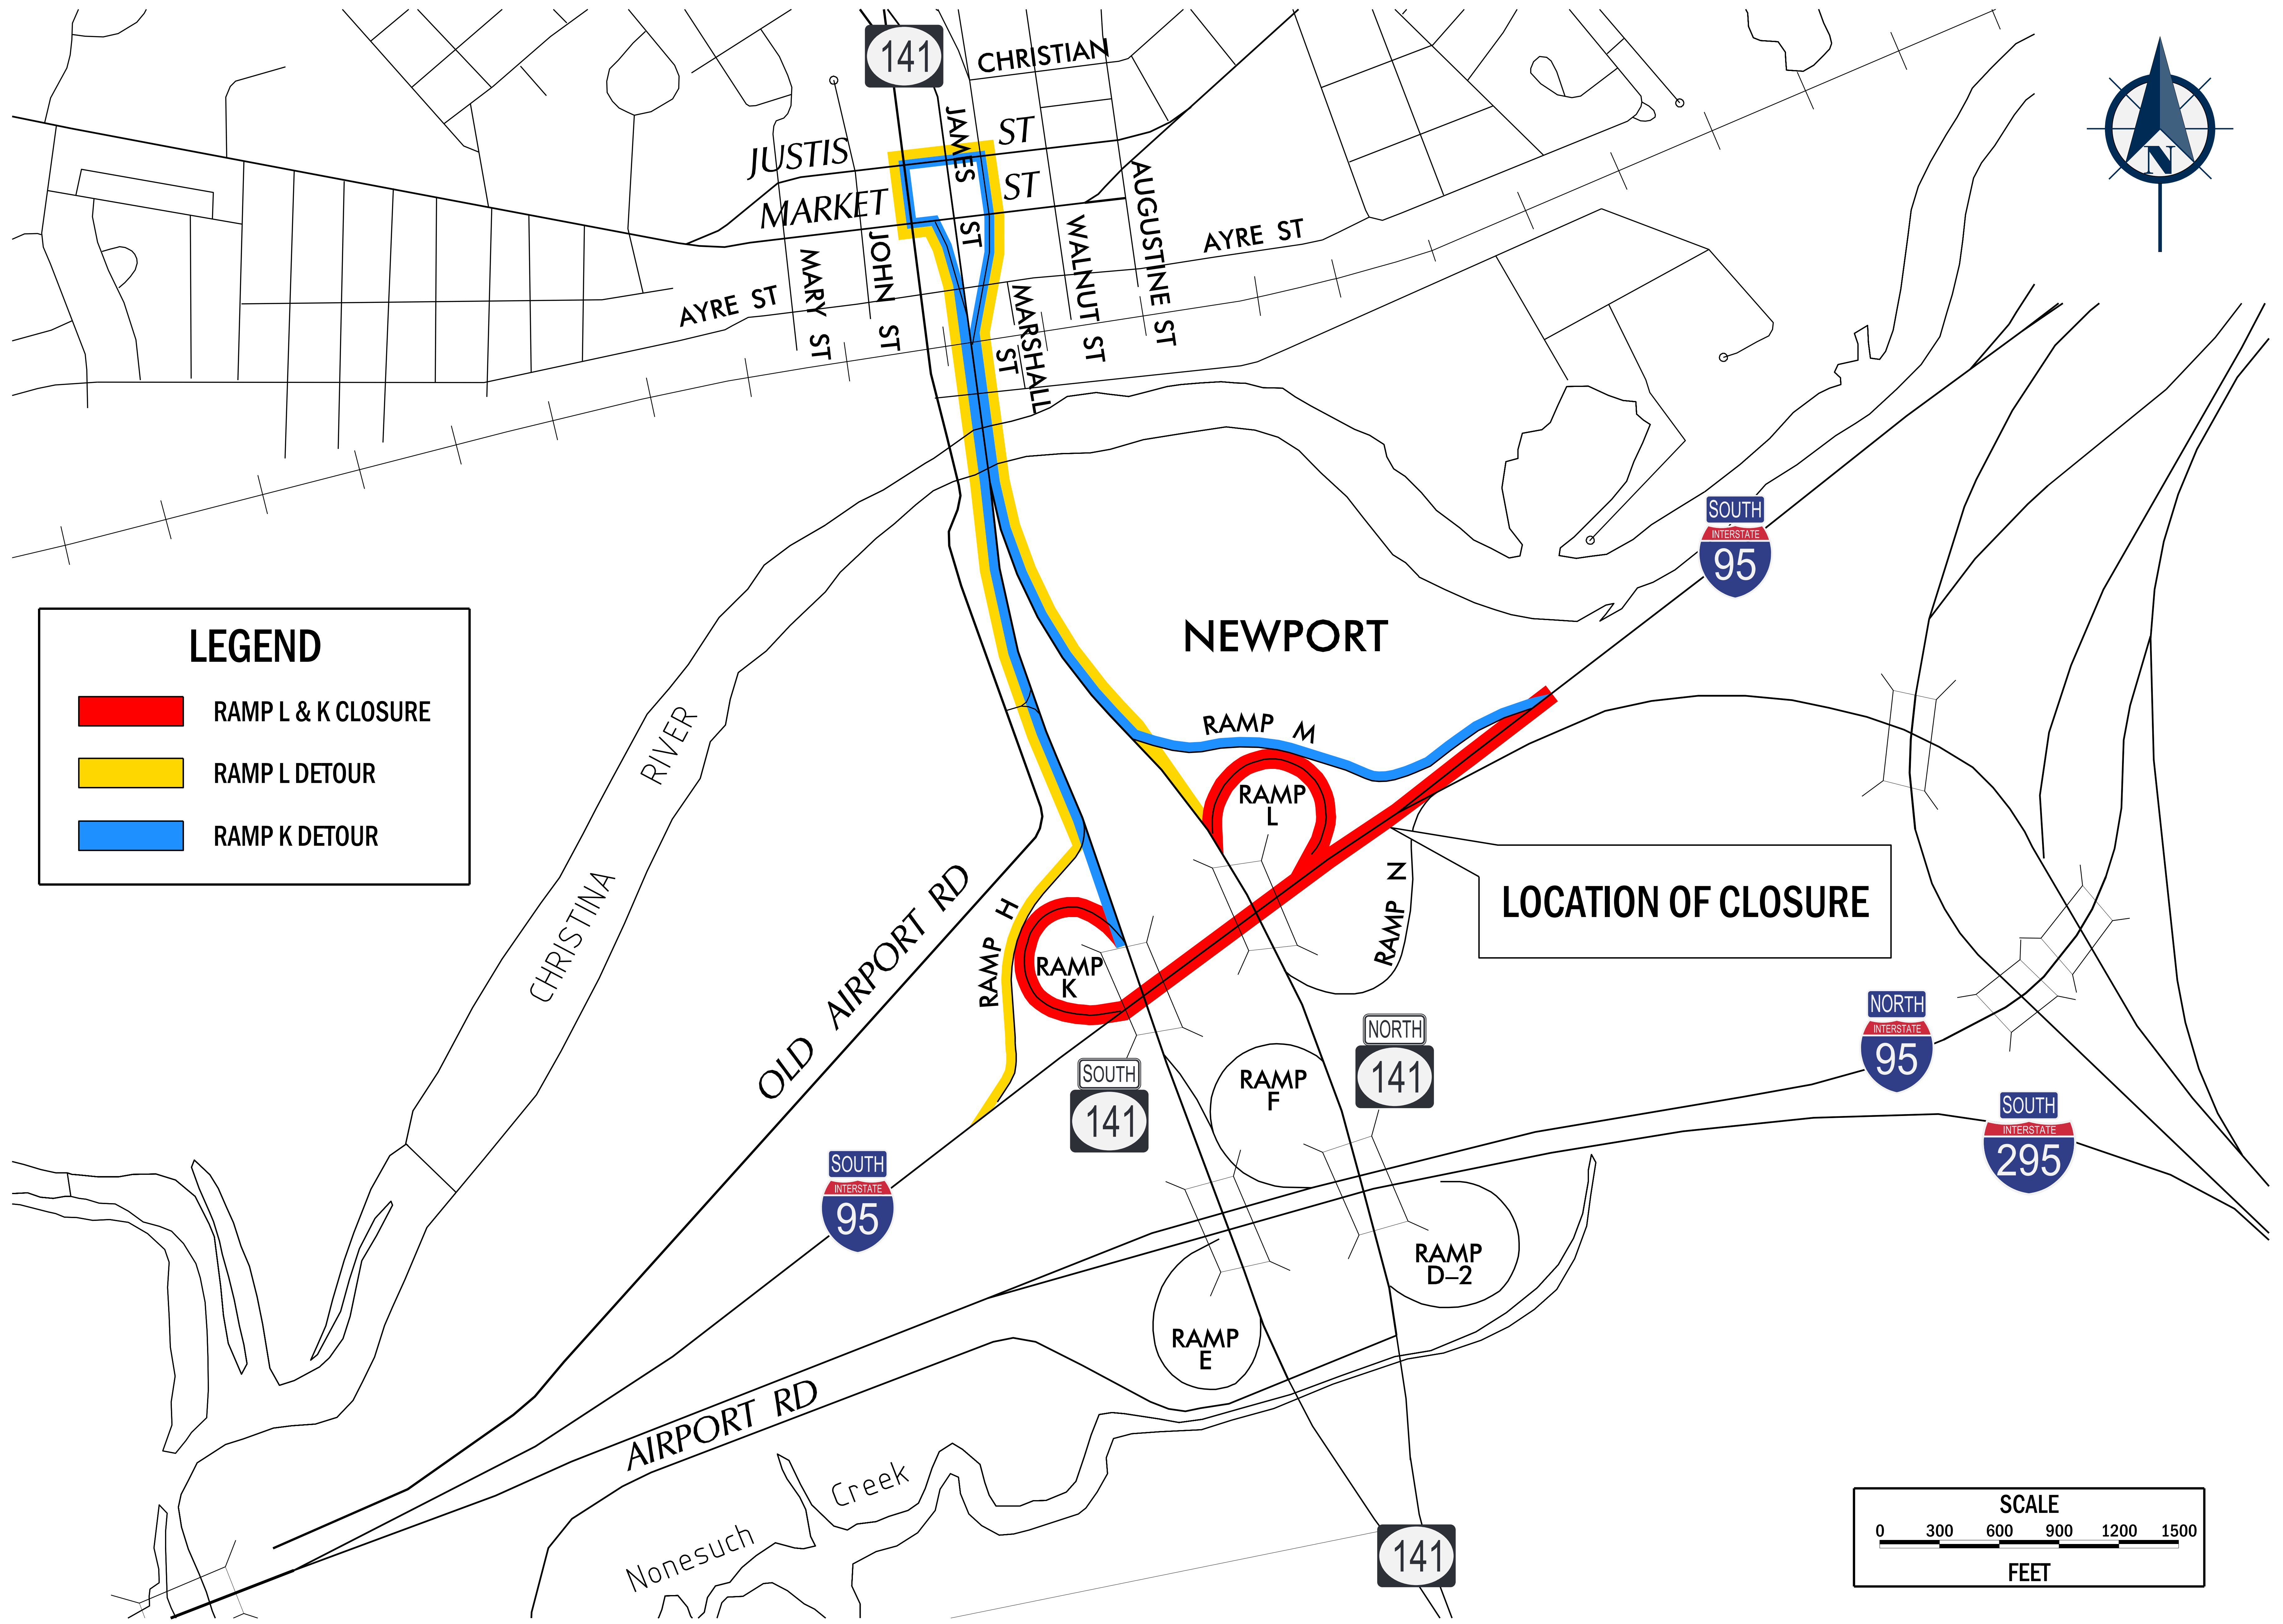 141
CHRISTIAN
JAMES ST
JUSTIS ST
MARKET ST
AUGUSTINE ST
WALNUT ST
AYRE ST
JOHN ST
MARY ST
AYRE ST
MARSHALL ST
N
SOUTH
INTERSTATE
95
NEWPORT
LEGEND
RAMP L & K CLOSURE
RAMP L DETOUR
RAMP K DETOUR
CHRISTINA RIVER
RAMP M
RAMP
L
RAMP N
LOCATION OF CLOSURE
OLD AIRPORT RD
RAMP H
RAMP
K
NORTH
INTERSTATE
95
NORTH
141
SOUTH
141
RAMP
F
SOUTH
INTERSTATE
295
SOUTH
INTERSTATE
95
RAMP
D–2
RAMP
E
AIRPORT RD
Nonesuch Creek
141
SCALE
0 300 600 900 1200 1500
FEET